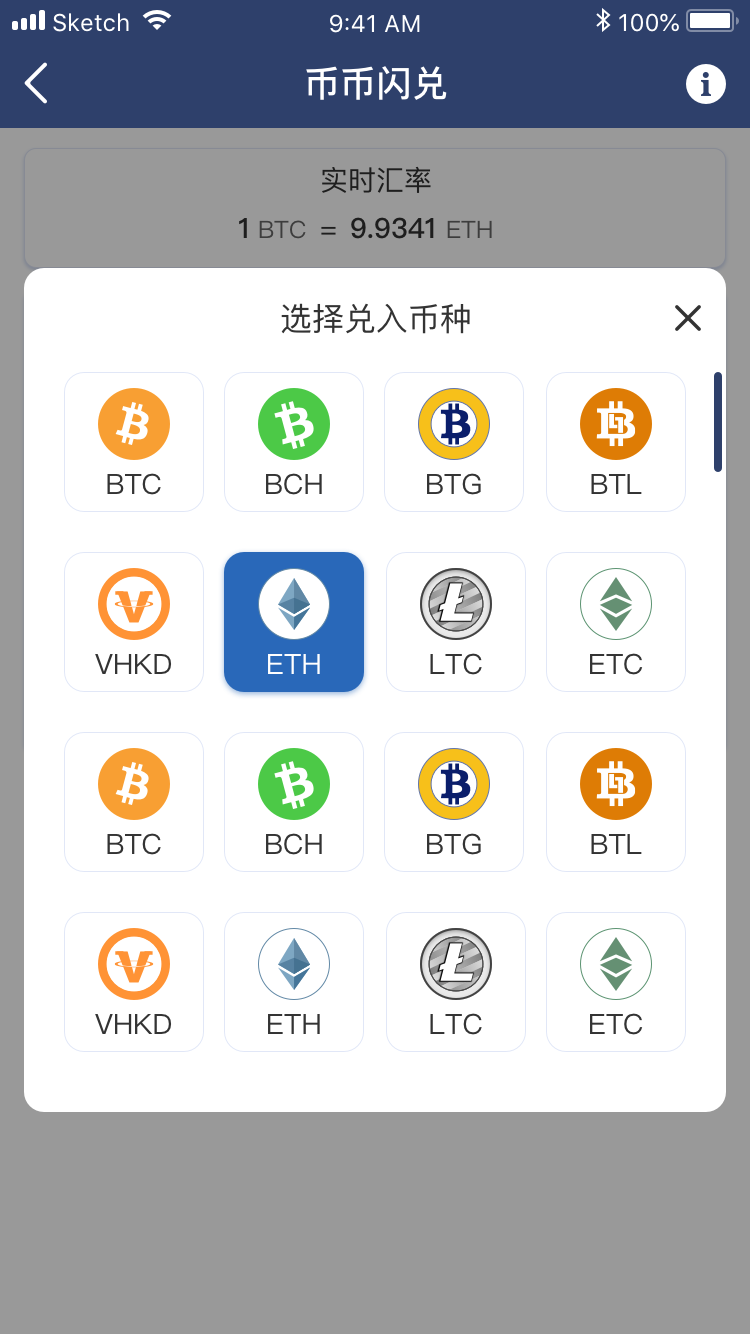 Sketch 9:41 AM 100%
币币闪兑
实时汇率
1 BTC = 9.9341 ETH
选择兑入币种
BTC BCH BTG BTL
VHKD ETH LTC ETC
BTC BCH BTG BTL
VHKD ETH LTC ETC